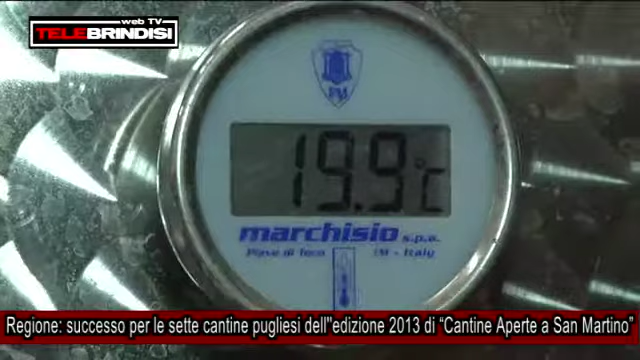 web TV
TELEBRINDISI
PM
19.9°C
marchisio s.p.a.
Pieve di Teco IM - Italy
Regione: successo per le sette cantine pugliesi dell''edizione 2013 di “Cantine Aperte a San Martino”